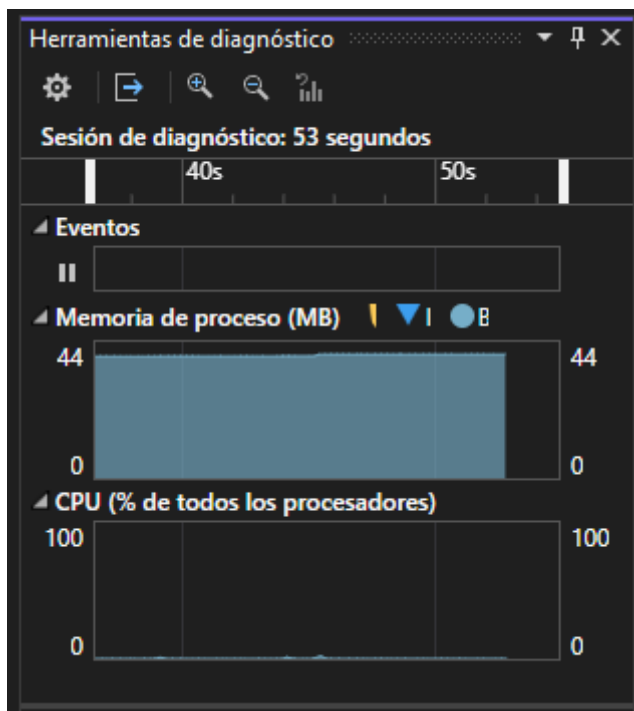 Herramientas de diagnóstico
Sesión de diagnóstico: 53 segundos
40s 50s
Eventos
Memoria de proceso (MB)
44 44
0 0
CPU (% de todos los procesadores)
100 100
0 0